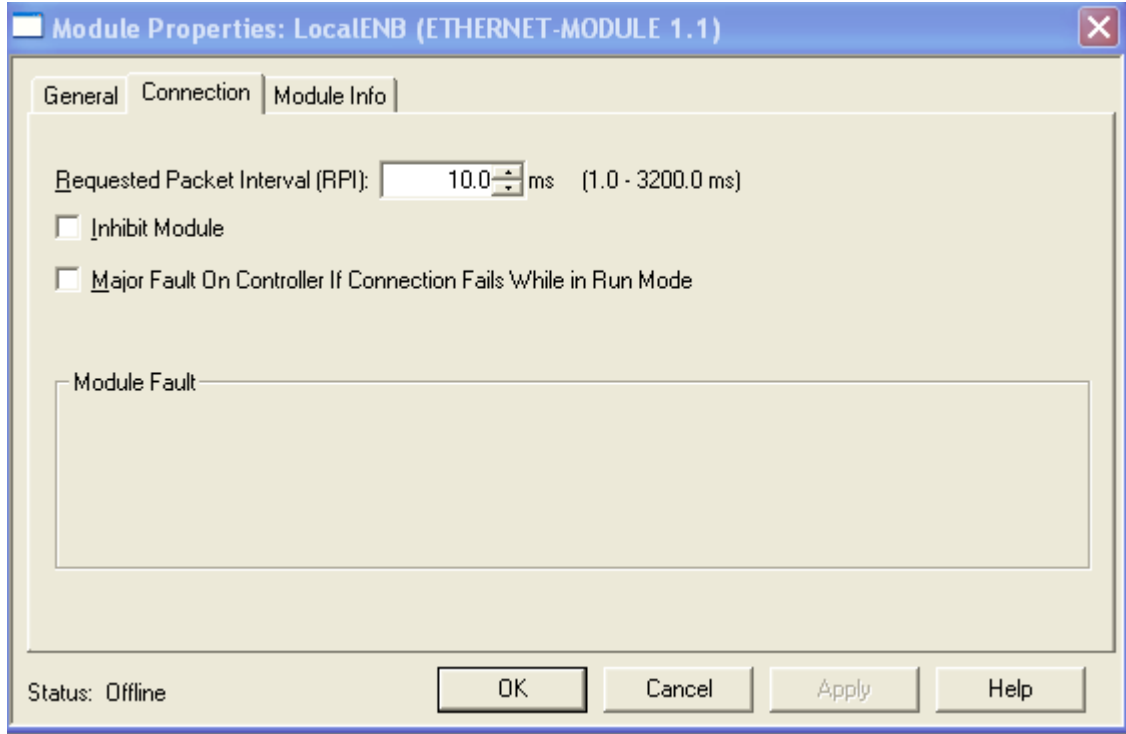 Module Properties: LocalENB (ETHERNET-MODULE 1.1)
General Connection Module Info
Requested Packet Interval (RPI): 10.0 ms (1.0 - 3200.0 ms)
Inhibit Module
Major Fault On Controller If Connection Fails While in Run Mode
Module Fault
Status: Offline OK Cancel Apply Help